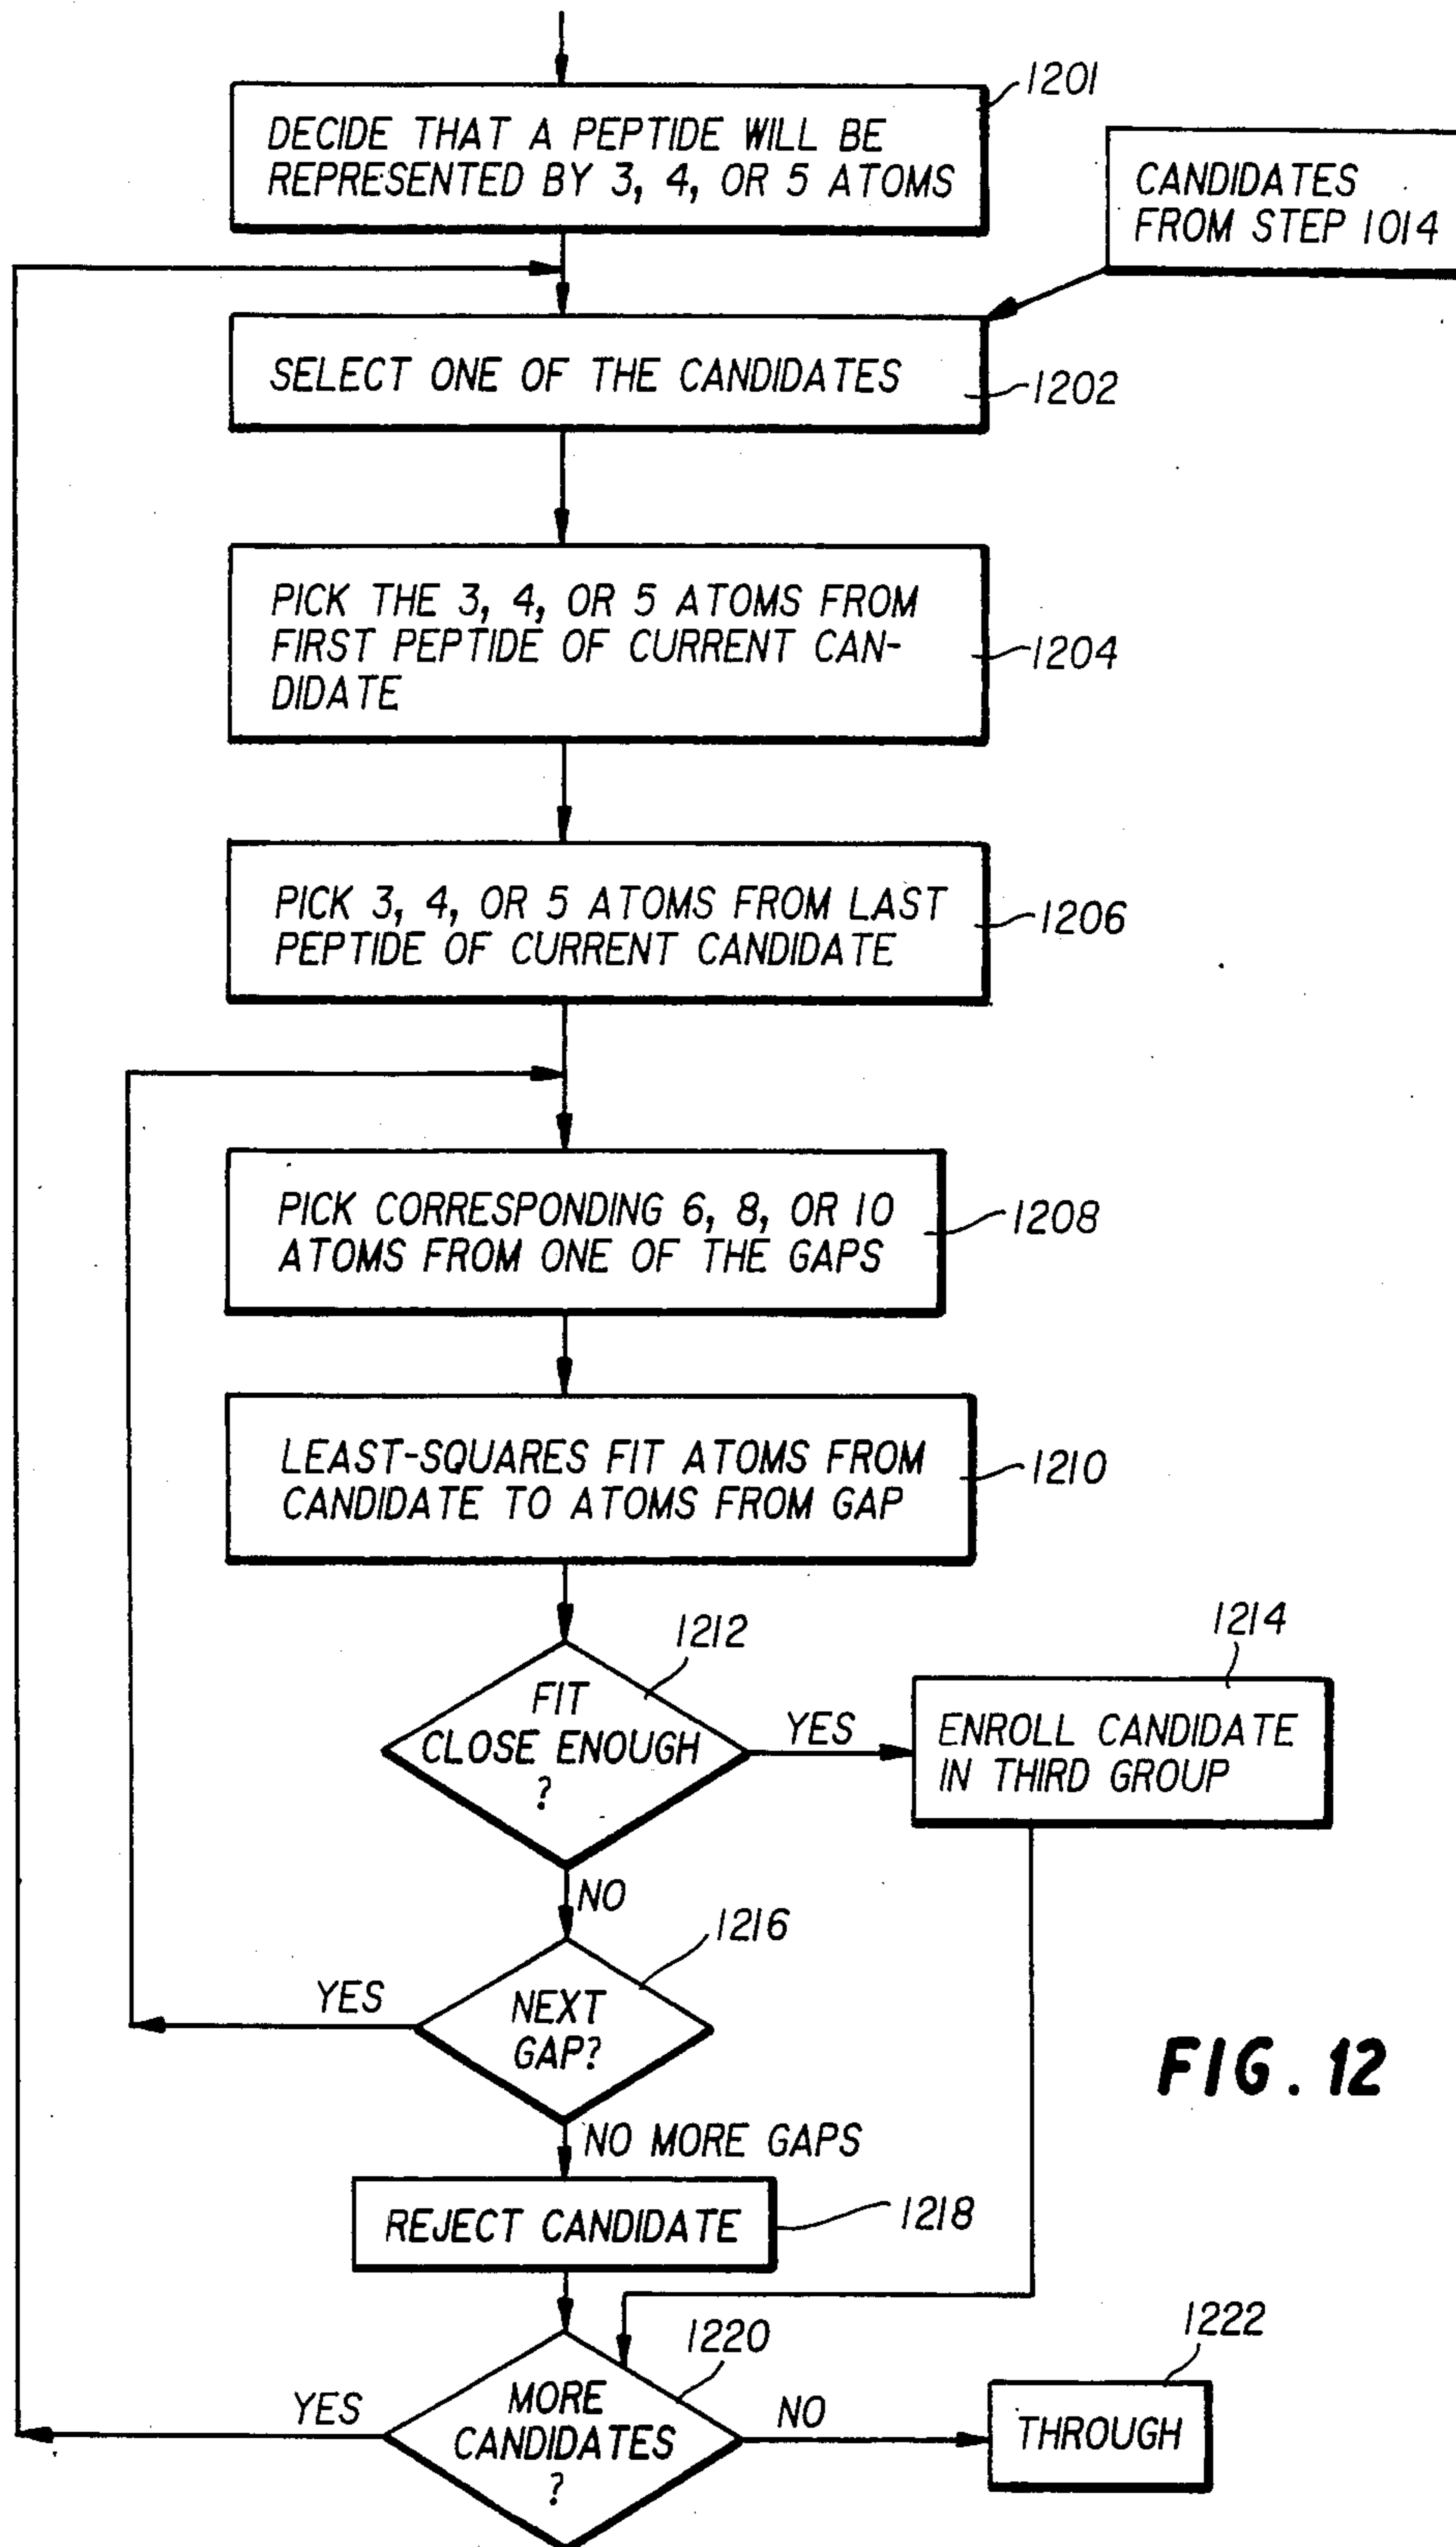 1201
DECIDE THAT A PEPTIDE WILL BE
REPRESENTED BY 3, 4, OR 5 ATOMS
CANDIDATES
FROM STEP 1014
SELECT ONE OF THE CANDIDATES
1202
PICK THE 3, 4, OR 5 ATOMS FROM
FIRST PEPTIDE OF CURRENT CAN-
DIDATE
1204
PICK 3, 4, OR 5 ATOMS FROM LAST
PEPTIDE OF CURRENT CANDIDATE
1206
PICK CORRESPONDING 6, 8, OR 10
ATOMS FROM ONE OF THE GAPS
1208
LEAST-SQUARES FIT ATOMS FROM
CANDIDATE TO ATOMS FROM GAP
1210
1212
FIT
CLOSE ENOUGH
?
YES
1214
ENROLL CANDIDATE
IN THIRD GROUP
NO
1216
NEXT
GAP?
YES
FIG. 12
NO MORE GAPS
REJECT CANDIDATE
1218
1220
MORE
CANDIDATES
?
YES
NO
1222
THROUGH